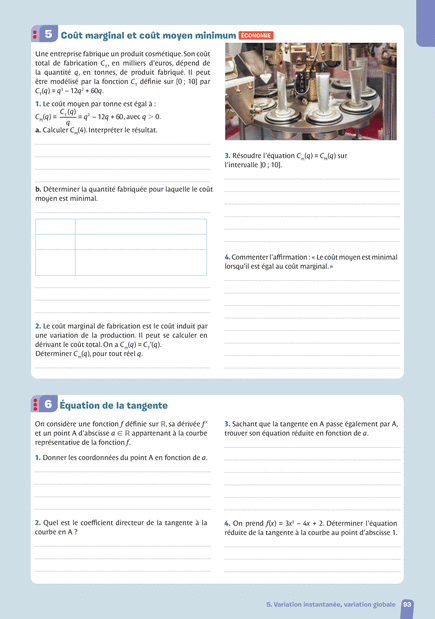 5 Coût marginal et coût moyen minimum ÉCONOMIE
Une entreprise fabrique un produit cosmétique. Son coût
total de fabrication C_T, en milliers d'euros, dépend de
la quantité q, en tonnes, de produit fabriqué. Il peut
être modélisé par la fonction C_T définie sur [0 ; 10] par
C_T(q) = q³ – 12q² + 60q.
1. Le coût moyen par tonne est égal à :
C_m(q) = C_T(q)/q = q² – 12q + 60, avec q > 0.
a. Calculer C_m(4). Interpréter le résultat.
b. Déterminer la quantité fabriquée pour laquelle le coût
moyen est minimal.
2. Le coût marginal de fabrication est le coût induit par
une variation de la production. Il peut se calculer en
dérivant le coût total. On a C_m(q) = C_T'(q).
Déterminer C_m(q), pour tout réel q.
3. Résoudre l'équation C_m(q) = C_m(q) sur
l'intervalle ]0 ; 10].
4. Commenter l'affirmation : « Le coût moyen est minimal
lorsqu'il est égal au coût marginal. »
6 Équation de la tangente
On considère une fonction f définie sur ℝ, sa dérivée f'
et un point A d'abscisse a ∈ ℝ appartenant à la courbe
représentative de la fonction f.
1. Donner les coordonnées du point A en fonction de a.
2. Quel est le coefficient directeur de la tangente à la
courbe en A ?
3. Sachant que la tangente en A passe également par A,
trouver son équation réduite en fonction de a.
4. On prend f(x) = 3x² – 4x + 2. Déterminer l'équation
réduite de la tangente à la courbe au point d'abscisse 1.
5. Variation instantanée, variation globale 93